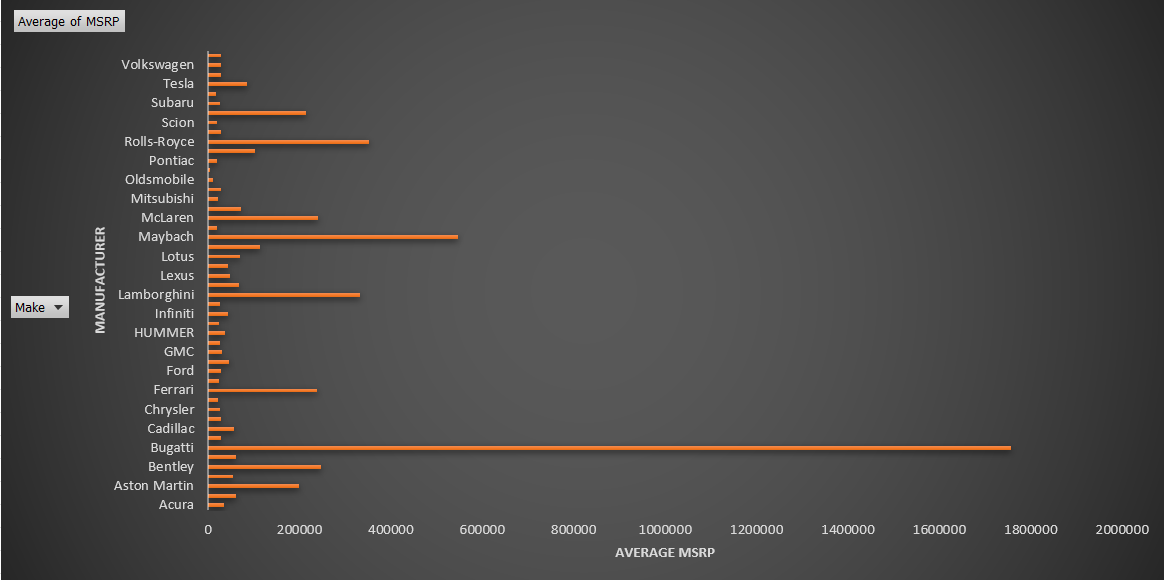 Average of MSRP
Volkswagen
Tesla
Subaru
Scion
Rolls-Royce
Pontiac
Oldsmobile
Mitsubishi
McLaren
Maybach
Lotus
Lexus
Lamborghini
Infiniti
HUMMER
GMC
Ford
Ferrari
Chrysler
Cadillac
Bugatti
Bentley
Aston Martin
Acura
MANUFACTURER
Make
0 200000 400000 600000 800000 1000000 1200000 1400000 1600000 1800000 2000000
AVERAGE MSRP